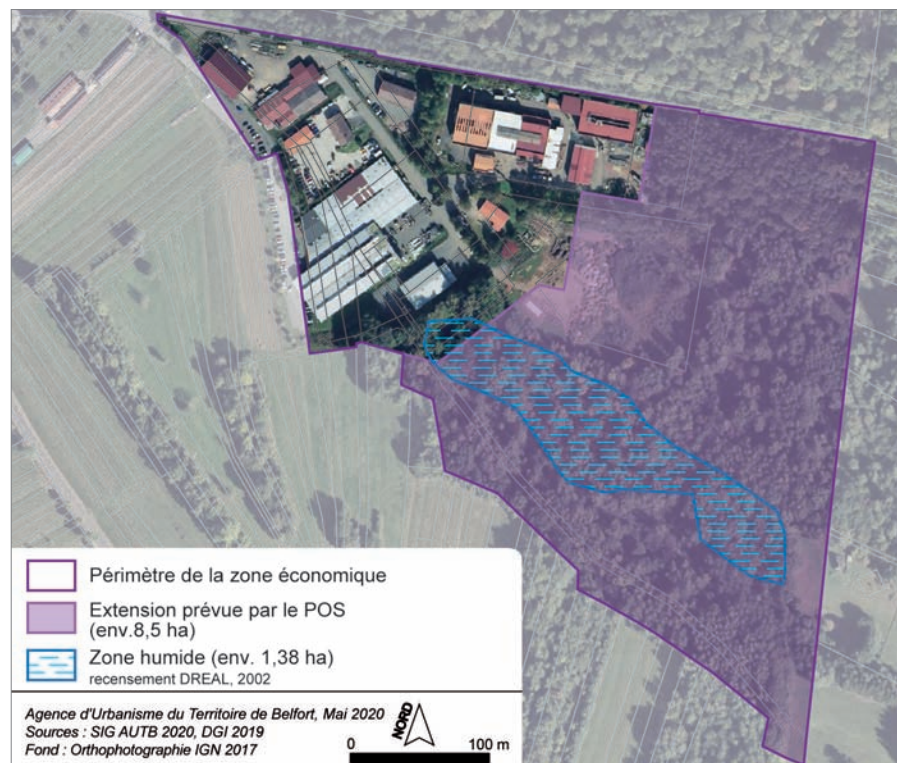 Périmètre de la zone économique
Extension prévue par le POS
(env.8,5 ha)
Zone humide (env. 1,38 ha)
recensement DREAL, 2002
Agence d'Urbanisme du Territoire de Belfort, Mai 2020
Sources : SIG AUTB 2020, DGI 2019
Fond : Orthophotographie IGN 2017
NORD
0 100 m